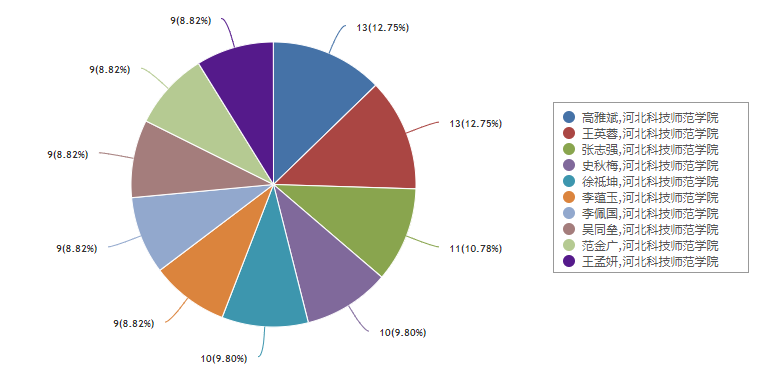 9(8.82%)
13(12.75%)
9(8.82%)
13(12.75%)
9(8.82%)
11(10.78%)
9(8.82%)
9(8.82%)
10(9.80%)
10(9.80%)
高雅斌,河北科技师范学院
王英蓉,河北科技师范学院
张志强,河北科技师范学院
史秋梅,河北科技师范学院
徐祗坤,河北科技师范学院
李蕴玉,河北科技师范学院
李佩国,河北科技师范学院
吴同垒,河北科技师范学院
范金广,河北科技师范学院
王孟妍,河北科技师范学院